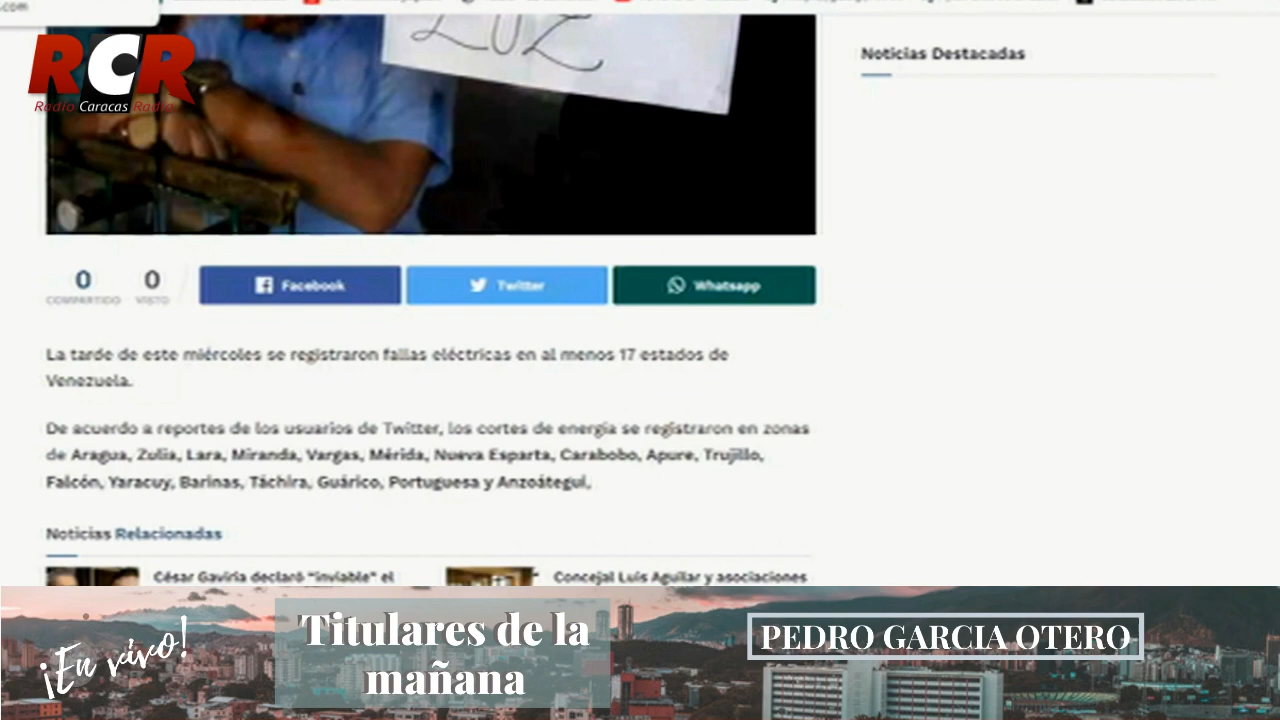 .com
LUZ
RCR
Radio Caracas Radio
Noticias Destacadas
0
COMPARTIDO
0
VISTO
Facebook
Twitter
Whatsapp
La tarde de este miércoles se registraron fallas eléctricas en al menos 17 estados de
Venezuela.
De acuerdo a reportes de los usuarios de Twitter, los cortes de energía se registraron en zonas
de Aragua, Zulia, Lara, Miranda, Vargas, Mérida, Nueva Esparta, Carabobo, Apure, Trujillo,
Falcón, Yaracuy, Barinas, Táchira, Guárico, Portuguesa y Anzoátegui,
Noticias Relacionadas
César Gaviria declaró "inviable" el
Concejal Luis Aguilar y asociaciones
¡En vivo!
Titulares de la
mañana
PEDRO GARCIA OTERO